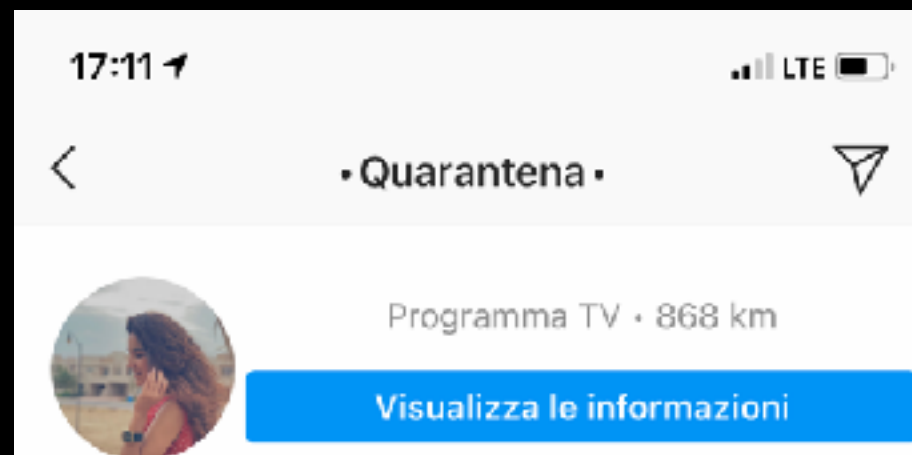 17:11
LTE
•Quarantena•
Programma TV • 868 km
Visualizza le informazioni